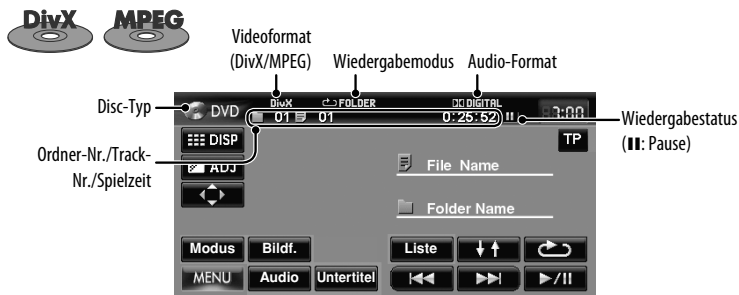 DivX MPEG
Videoformat
(DivX/MPEG)
Wiedergabemodus
Audio-Format
Disc-Typ
DVD
DivX
FOLDER
DIGITAL
01
01
0:25:52
3:00
Wiedergabestatus
(II: Pause)
Ordner-Nr./Track-
Nr./Spielzeit
DISP
ADJ
TP
File Name
Folder Name
Modus
Bildf.
Liste
MENU
Audio
Untertitel